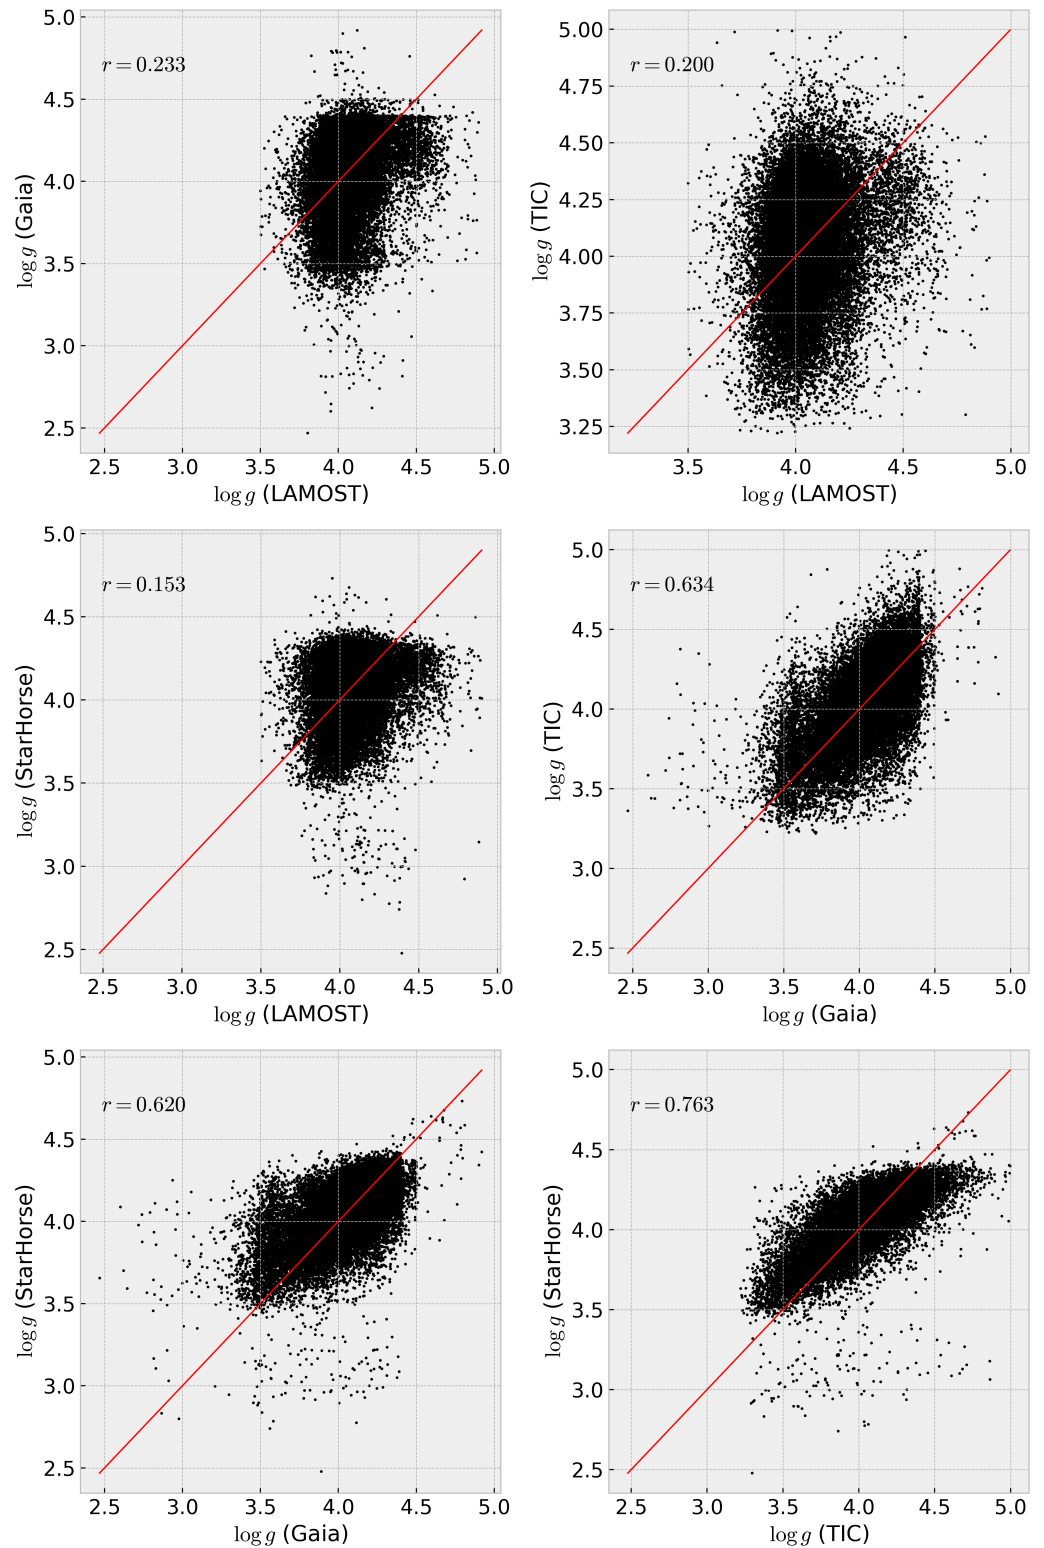 5.0
4.5
4.0
3.5
3.0
2.5
log g (Gaia)
r = 0.233
2.5 3.0 3.5 4.0 4.5 5.0
log g (LAMOST)
5.00
4.75
4.50
4.25
4.00
3.75
3.50
3.25
log g (TIC)
r = 0.200
3.5 4.0 4.5 5.0
log g (LAMOST)
5.0
4.5
4.0
3.5
3.0
2.5
log g (StarHorse)
r = 0.153
2.5 3.0 3.5 4.0 4.5 5.0
log g (LAMOST)
5.0
4.5
4.0
3.5
3.0
2.5
log g (TIC)
r = 0.634
2.5 3.0 3.5 4.0 4.5 5.0
log g (Gaia)
5.0
4.5
4.0
3.5
3.0
2.5
log g (StarHorse)
r = 0.620
2.5 3.0 3.5 4.0 4.5 5.0
log g (Gaia)
5.0
4.5
4.0
3.5
3.0
2.5
log g (StarHorse)
r = 0.763
2.5 3.0 3.5 4.0 4.5 5.0
log g (TIC)